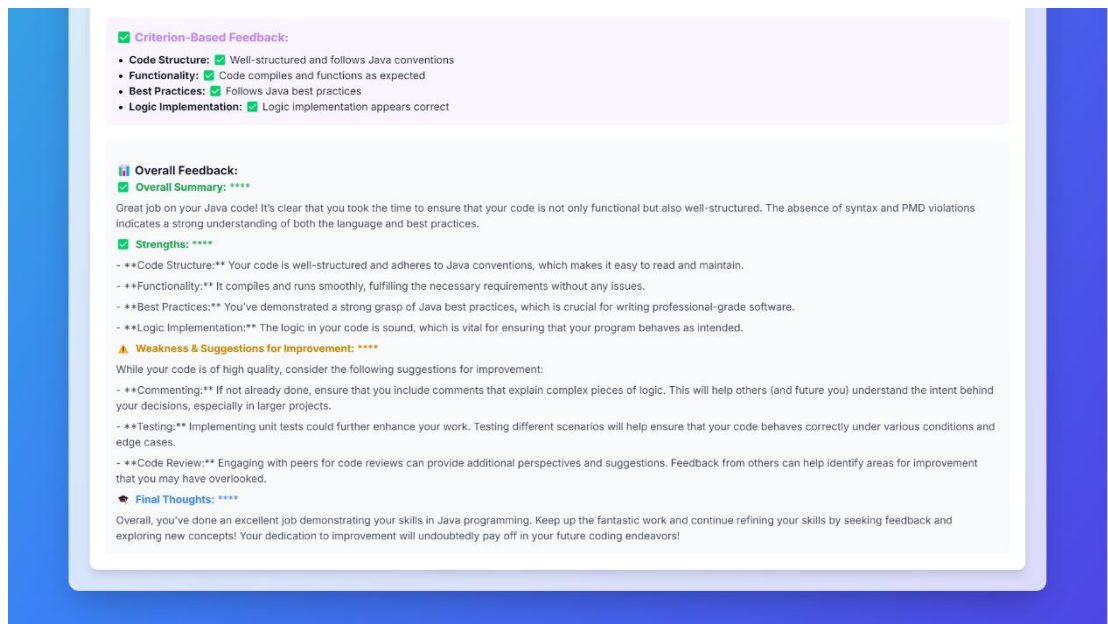 ✅ Criterion-Based Feedback:
• Code Structure: ✅ Well-structured and follows Java conventions
• Functionality: ✅ Code compiles and functions as expected
• Best Practices: ✅ Follows Java best practices
• Logic Implementation: ✅ Logic implementation appears correct
📊 Overall Feedback:
✅ Overall Summary: ****
Great job on your Java code! It's clear that you took the time to ensure that your code is not only functional but also well-structured. The absence of syntax and PMD violations
indicates a strong understanding of both the language and best practices.
✅ Strengths: ****
- **Code Structure:** Your code is well-structured and adheres to Java conventions, which makes it easy to read and maintain.
- **Functionality:** It compiles and runs smoothly, fulfilling the necessary requirements without any issues.
- **Best Practices:** You've demonstrated a strong grasp of Java best practices, which is crucial for writing professional-grade software.
- **Logic Implementation:** The logic in your code is sound, which is vital for ensuring that your program behaves as intended.
⚠️ Weakness & Suggestions for Improvement: ****
While your code is of high quality, consider the following suggestions for improvement:
- **Commenting:** If not already done, ensure that you include comments that explain complex pieces of logic. This will help others (and future you) understand the intent behind
your decisions, especially in larger projects.
- **Testing:** Implementing unit tests could further enhance your work. Testing different scenarios will help ensure that your code behaves correctly under various conditions and
edge cases.
- **Code Review:** Engaging with peers for code reviews can provide additional perspectives and suggestions. Feedback from others can help identify areas for improvement
that you may have overlooked.
🎓 Final Thoughts: ****
Overall, you've done an excellent job demonstrating your skills in Java programming. Keep up the fantastic work and continue refining your skills by seeking feedback and
exploring new concepts! Your dedication to improvement will undoubtedly pay off in your future coding endeavors!